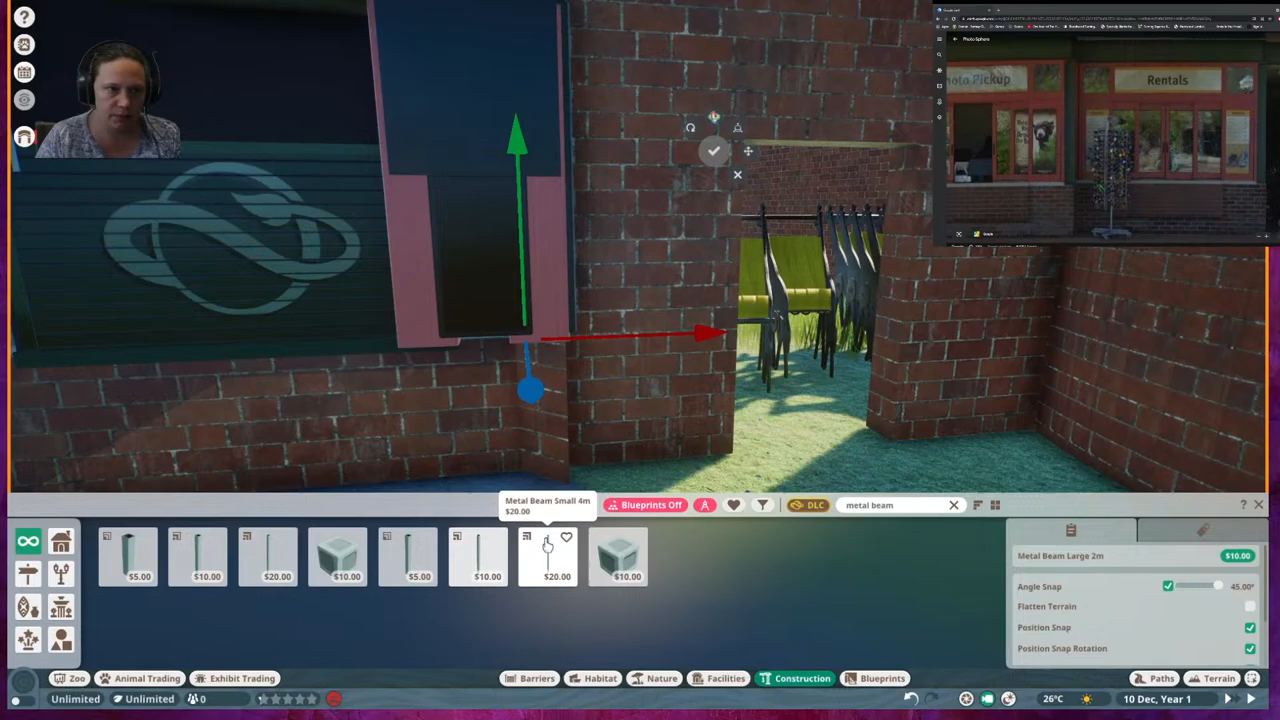 Photo Sphere
Photo Pickup
Rentals
Google
Metal Beam Small 4m
$20.00
Blueprints Off
DLC
metal beam
?
$5.00
$10.00
$20.00
$10.00
$5.00
$10.00
$20.00
$10.00
Metal Beam Large 2m
$10.00
Angle Snap
45.00°
Flatten Terrain
Position Snap
Position Snap Rotation
Zoo
Animal Trading
Exhibit Trading
Barriers
Habitat
Nature
Facilities
Construction
Blueprints
Paths
Terrain
Unlimited
Unlimited
0
26°C
10 Dec, Year 1